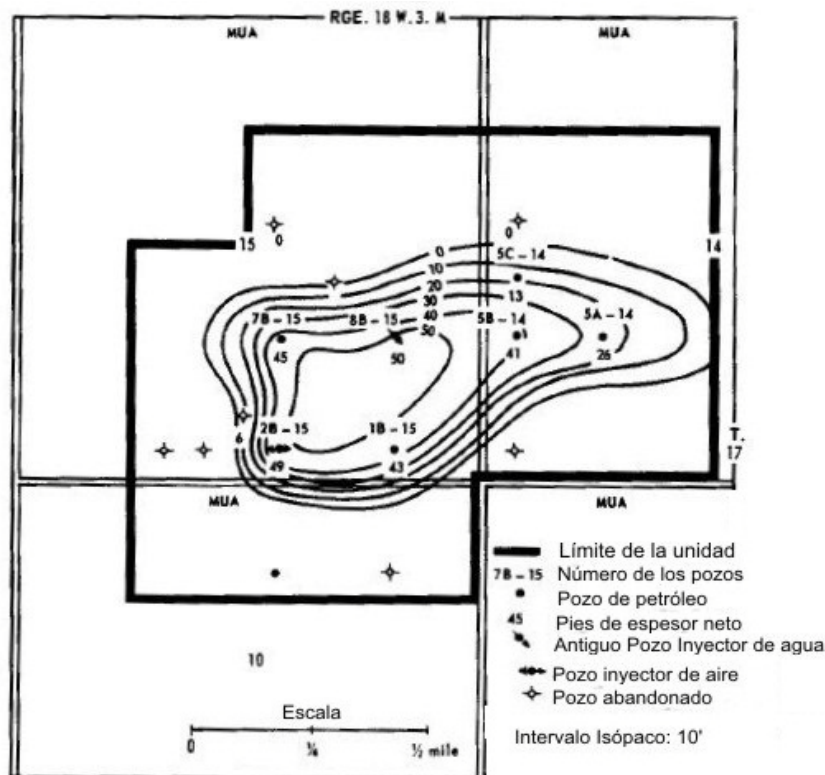 RGE. 18 W. 3. M
MUA
MUA
15
0
0
14
0
10
20
30
40
50
5C – 14
13
7B – 15
8B – 15
5B – 14
5A – 14
45
50
41
26
2B – 15
1B – 15
6
49
43
T.
17
MUA
MUA
Límite de la unidad
7B – 15 Número de los pozos
Pozo de petróleo
45 Pies de espesor neto
Antiguo Pozo Inyector de agua
Pozo inyector de aire
Pozo abandonado
10
Escala
0 ¼ ½ mile
Intervalo Isópaco: 10'